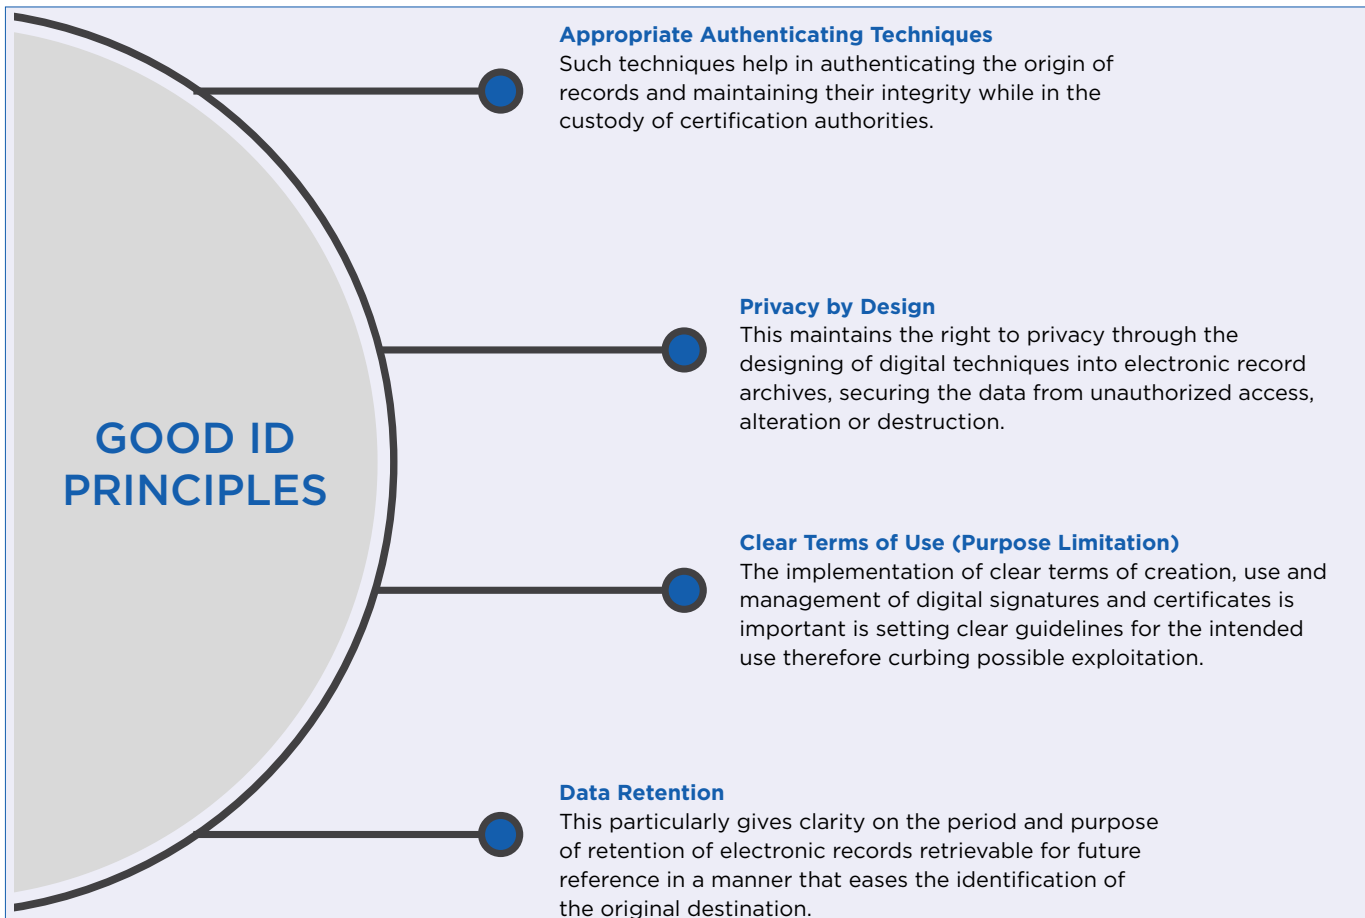 GOOD ID
PRINCIPLES
Appropriate Authenticating Techniques
Such techniques help in authenticating the origin of
records and maintaining their integrity while in the
custody of certification authorities.
Privacy by Design
This maintains the right to privacy through the
designing of digital techniques into electronic record
archives, securing the data from unauthorized access,
alteration or destruction.
Clear Terms of Use (Purpose Limitation)
The implementation of clear terms of creation, use and
management of digital signatures and certificates is
important is setting clear guidelines for the intended
use therefore curbing possible exploitation.
Data Retention
This particularly gives clarity on the period and purpose
of retention of electronic records retrievable for future
reference in a manner that eases the identification of
the original destination.